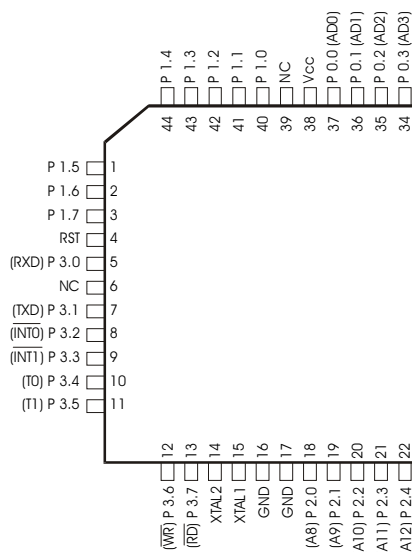 P 1.4
P 1.3
P 1.2
P 1.1
P 1.0
NC
Vcc
P 0.0 (AD0)
P 0.1 (AD1)
P 0.2 (AD2)
P 0.3 (AD3)
44
43
42
41
40
39
38
37
36
35
34
P 1.5 1
P 1.6 2
P 1.7 3
RST 4
(RXD) P 3.0 5
NC 6
(TXD) P 3.1 7
(INT0) P 3.2 8
(INT1) P 3.3 9
(T0) P 3.4 10
(T1) P 3.5 11
12
13
14
15
16
17
18
19
20
21
22
(WR) P 3.6
(RD) P 3.7
XTAL2
XTAL1
GND
GND
(A8) P 2.0
(A9) P 2.1
A10) P 2.2
A11) P 2.3
A12) P 2.4